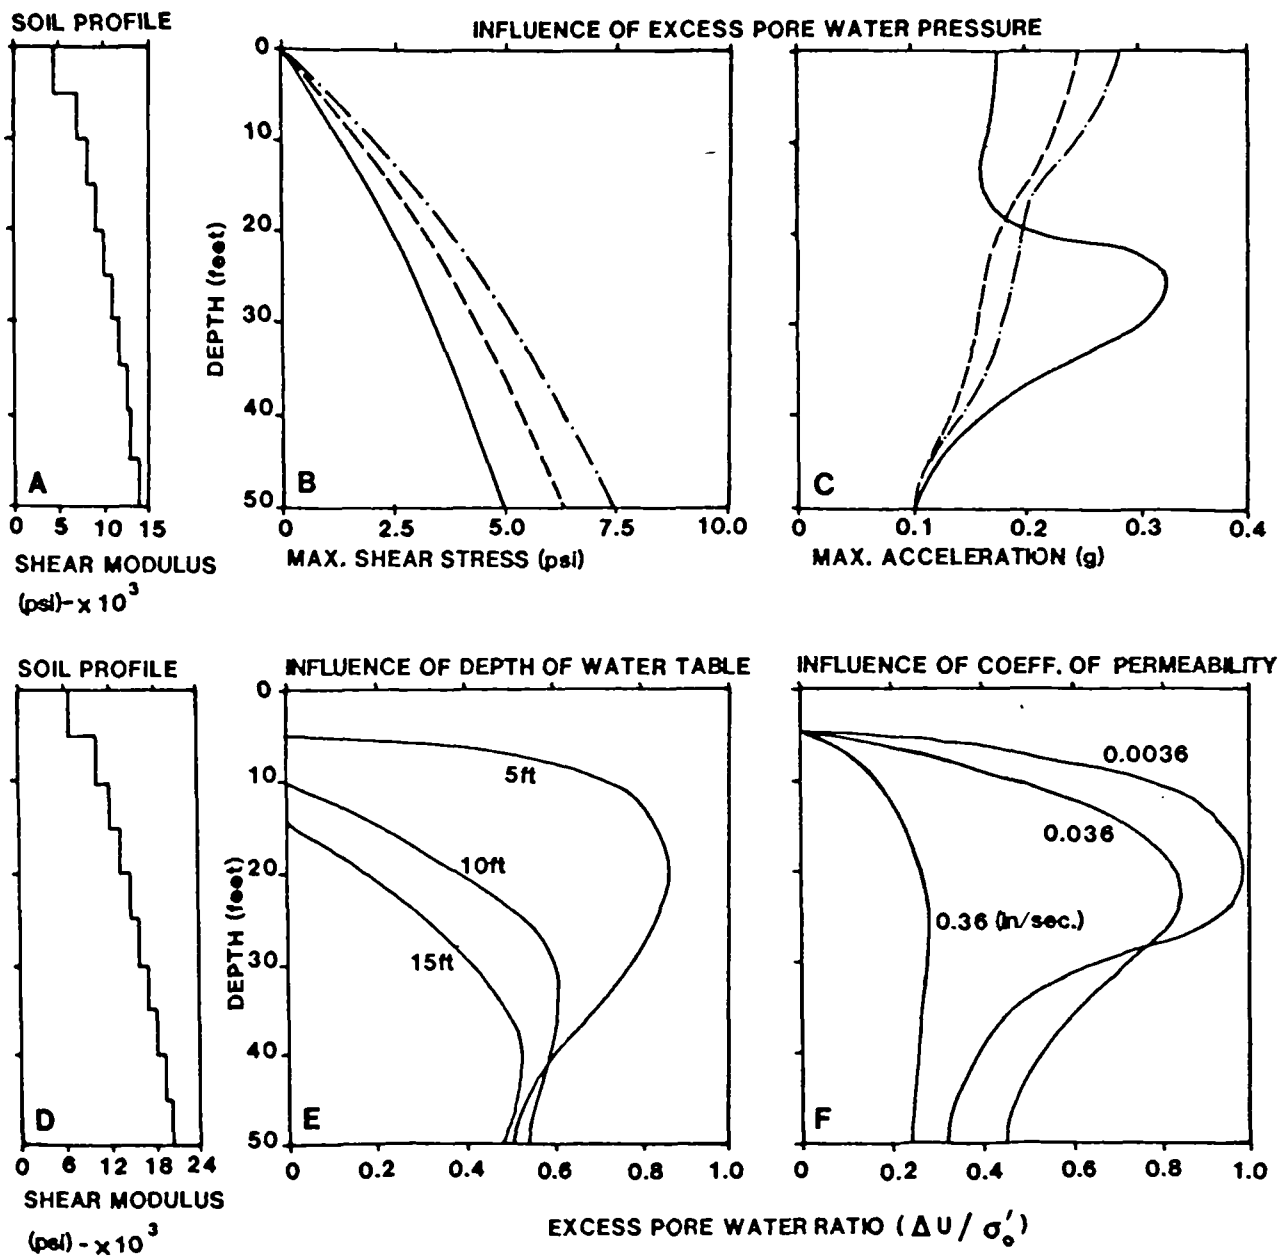 SOIL PROFILE
INFLUENCE OF EXCESS PORE WATER PRESSURE
0
10
20
30
40
50
DEPTH (feet)
A
B
C
0 5 10 15
0 2.5 5.0 7.5 10.0
0 0.1 0.2 0.3 0.4
SHEAR MODULUS
(psi)-x 10³
MAX. SHEAR STRESS (psi)
MAX. ACCELERATION (g)
SOIL PROFILE
INFLUENCE OF DEPTH OF WATER TABLE
INFLUENCE OF COEFF. OF PERMEABILITY
0
10
20
30
40
50
DEPTH (feet)
5ft
10ft
15ft
0.0036
0.036
0.36 (in/sec.)
D
E
F
0 6 12 18 24
0 0.2 0.4 0.6 0.8 1.0
0 0.2 0.4 0.6 0.8 1.0
SHEAR MODULUS
(psi) - x10³
EXCESS PORE WATER RATIO (ΔU / σ₀')